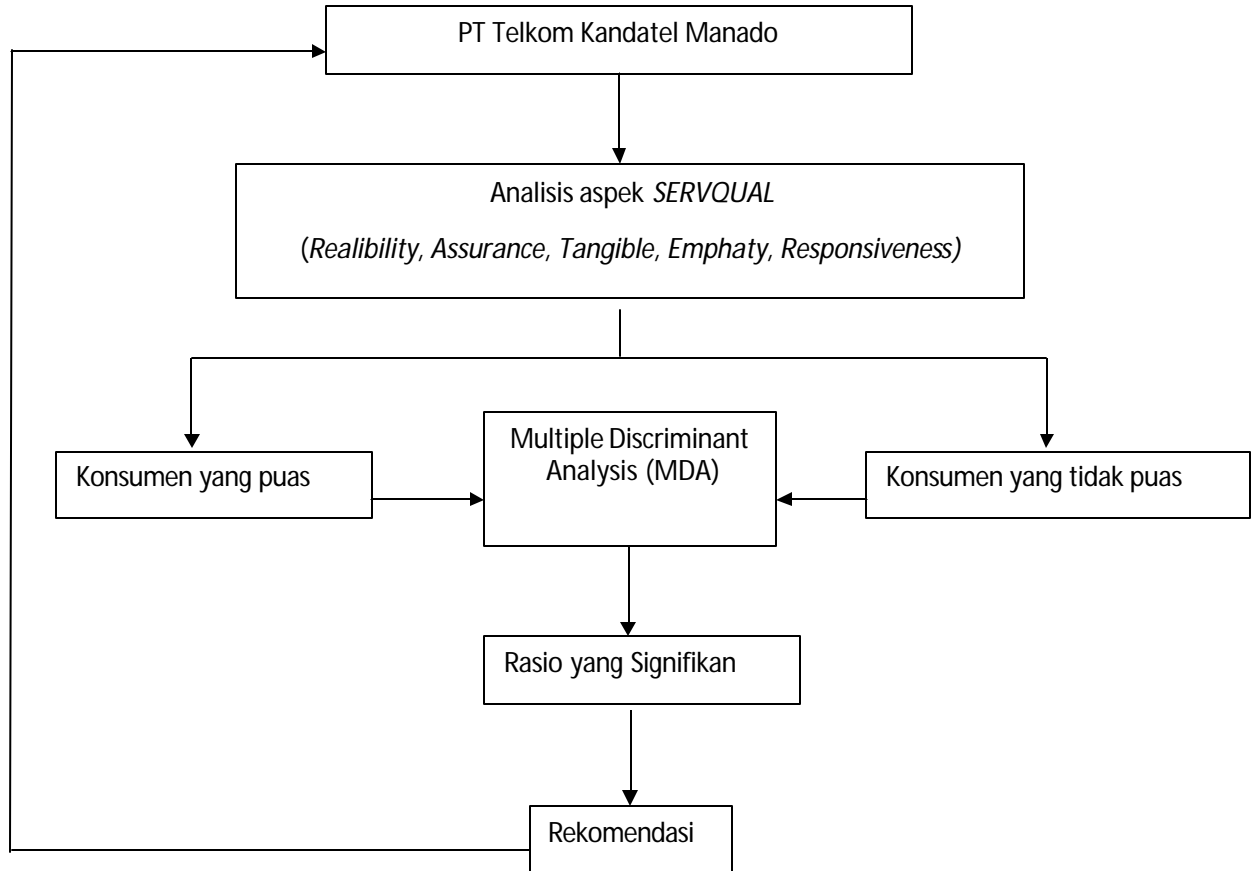 PT Telkom Kandatel Manado
Analisis aspek SERVQUAL
(Realibility, Assurance, Tangible, Emphaty, Responsiveness)
Konsumen yang puas
Multiple Discriminant
Analysis (MDA)
Konsumen yang tidak puas
Rasio yang Signifikan
Rekomendasi